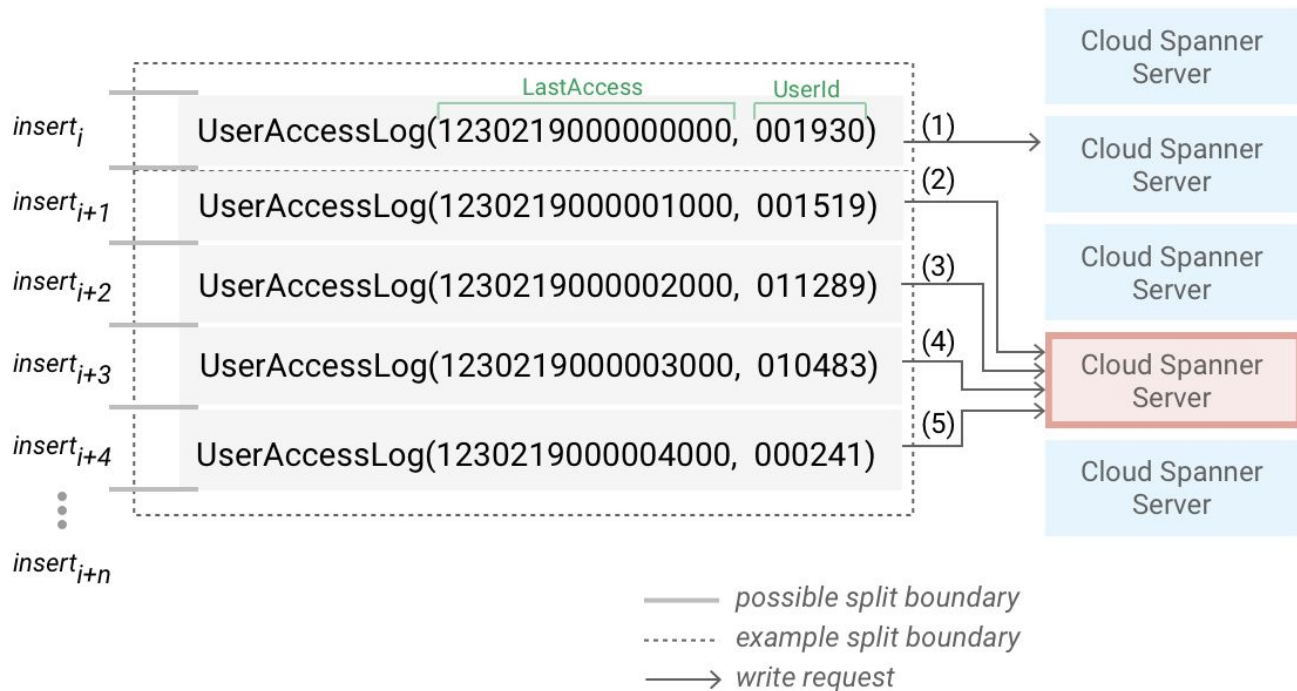 LastAccess UserId
insert_i UserAccessLog(1230219000000000, 001930) (1)
insert_i+1 UserAccessLog(1230219000001000, 001519) (2)
insert_i+2 UserAccessLog(1230219000002000, 011289) (3)
insert_i+3 UserAccessLog(1230219000003000, 010483) (4)
insert_i+4 UserAccessLog(1230219000004000, 000241) (5)
insert_i+n
Cloud Spanner
Server
Cloud Spanner
Server
Cloud Spanner
Server
Cloud Spanner
Server
Cloud Spanner
Server
possible split boundary
example split boundary
write request